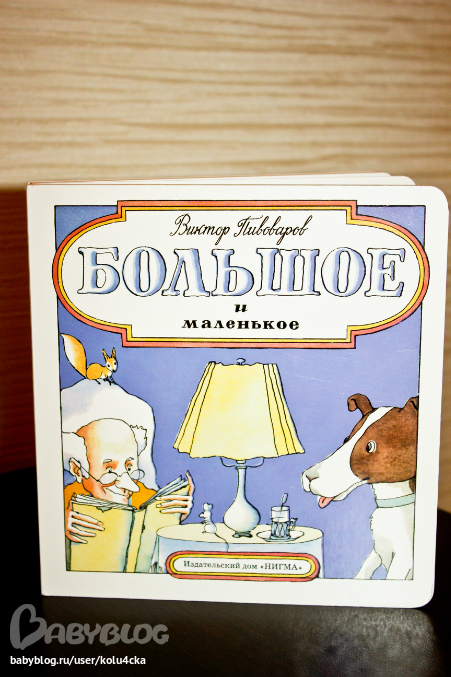 Виктор Пивоваров
БОЛЬШОЕ
и
маленькое
Издательский дом «НИГМА»
BABYBLOG
babyblog.ru/user/kolu4cka